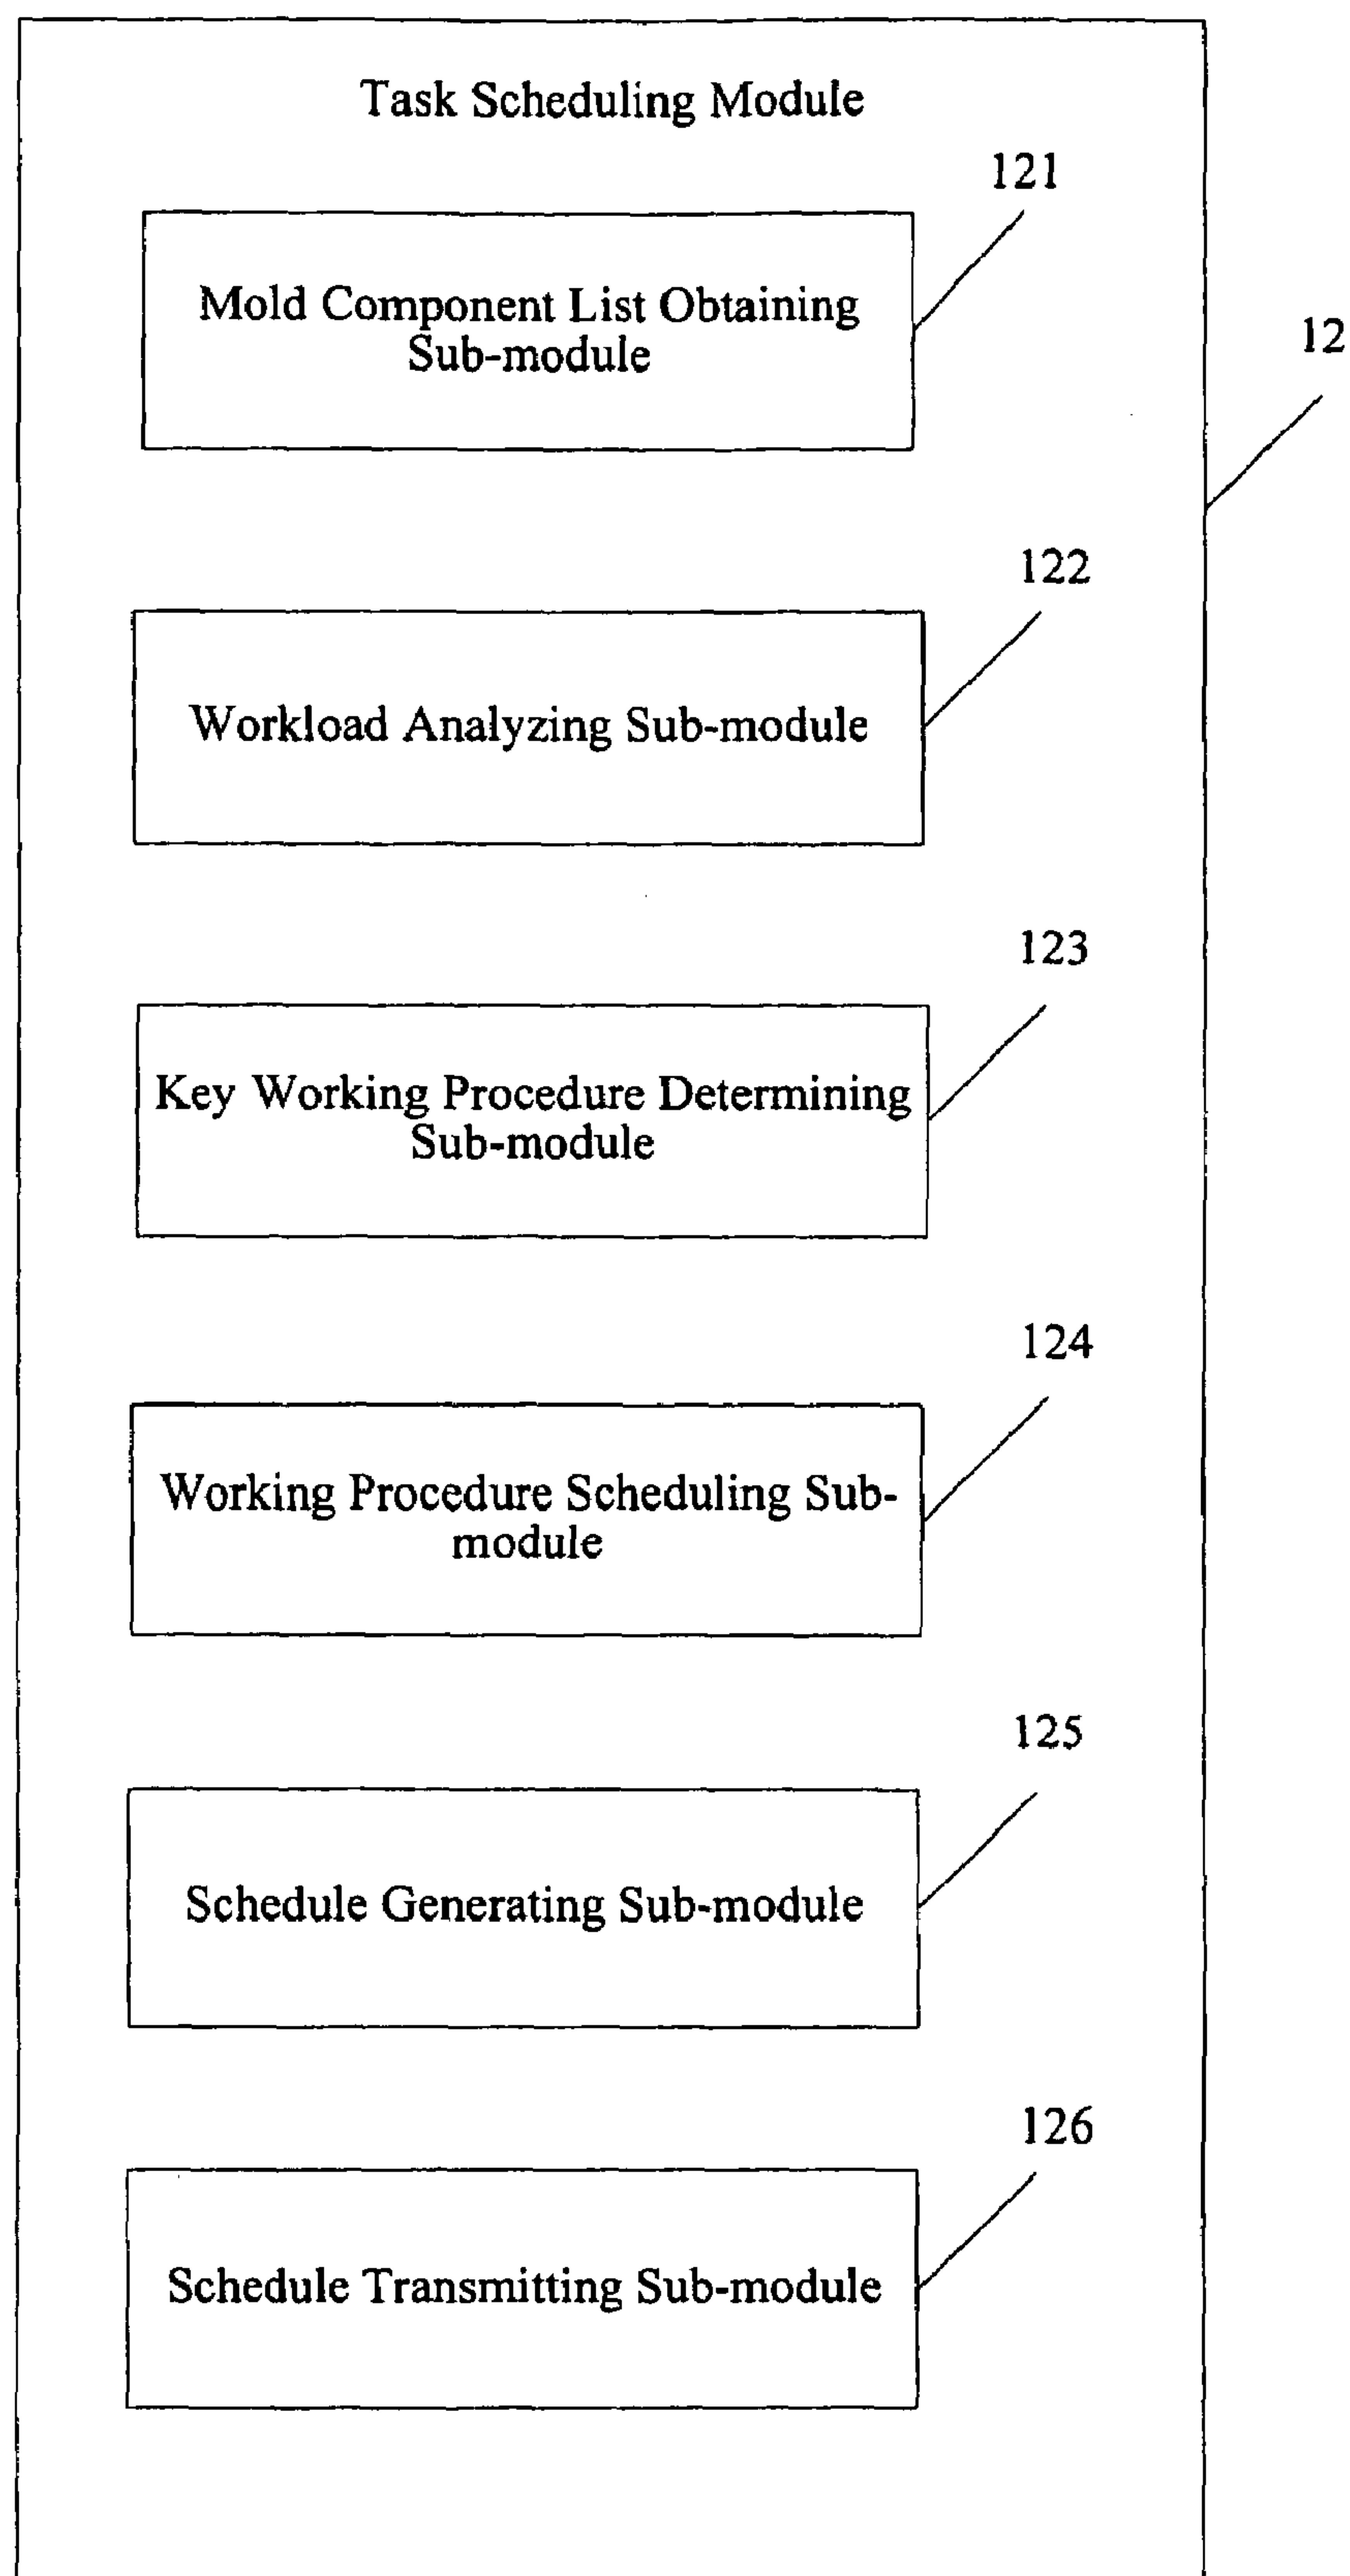 Task Scheduling Module
121
Mold Component List Obtaining
Sub-module
12
122
Workload Analyzing Sub-module
123
Key Working Procedure Determining
Sub-module
124
Working Procedure Scheduling Sub-
module
125
Schedule Generating Sub-module
126
Schedule Transmitting Sub-module